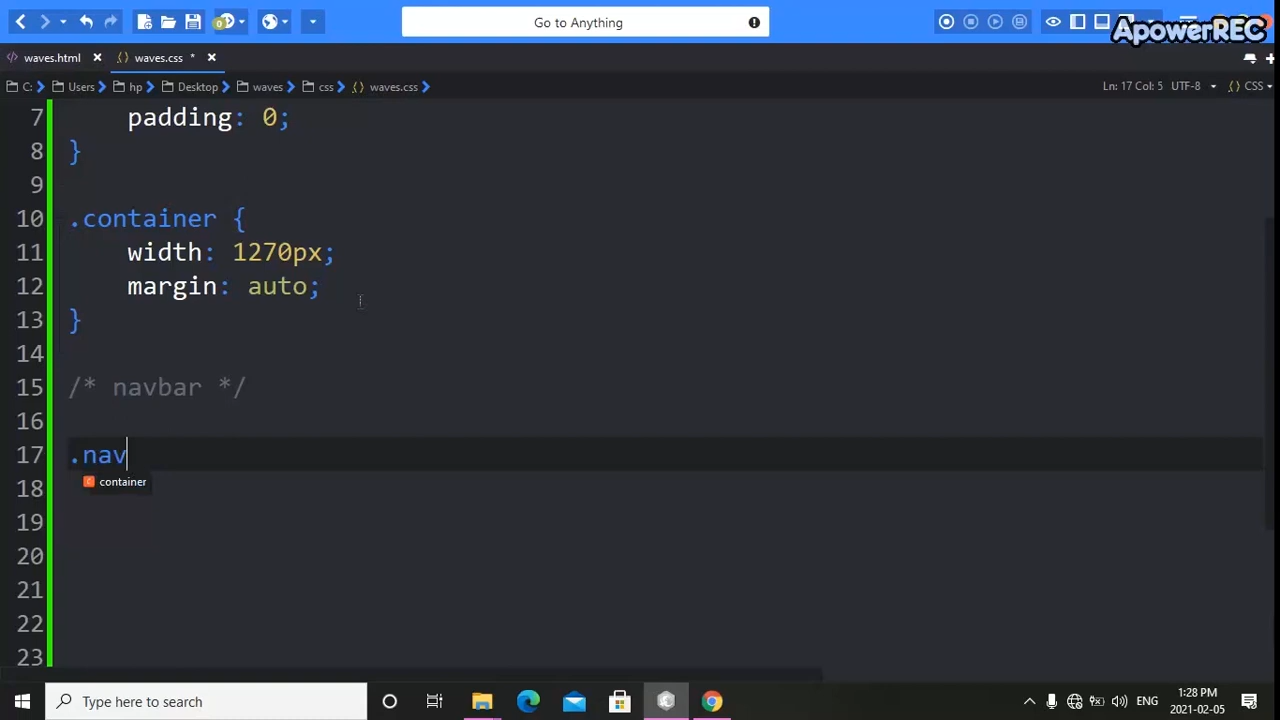 Go to Anything
ApowerREC
waves.html
waves.css *
C: Users hp Desktop waves css waves.css
Ln: 17 Col: 5 UTF-8 CSS
7 padding: 0;
8 }
9
10 .container {
11 width: 1270px;
12 margin: auto;
13 }
14
15 /* navbar */
16
17 .nav
container
18
19
20
21
22
23
Type here to search
ENG
1:28 PM
2021-02-05